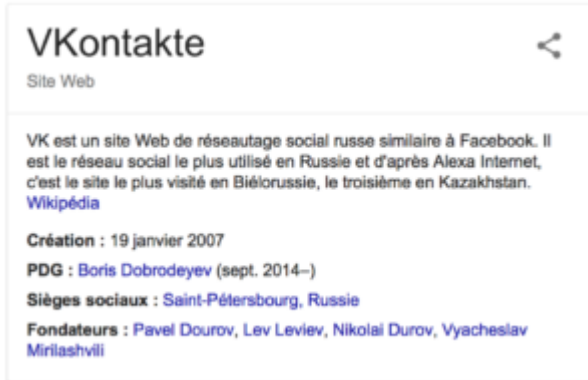 VKontakte
Site Web
VK est un site Web de réseautage social russe similaire à Facebook. Il
est le réseau social le plus utilisé en Russie et d'après Alexa Internet,
c'est le site le plus visité en Biélorussie, le troisième en Kazakhstan.
Wikipédia
Création : 19 janvier 2007
PDG : Boris Dobrodeyev (sept. 2014–)
Sièges sociaux : Saint-Pétersbourg, Russie
Fondateurs : Pavel Dourov, Lev Leviev, Nikolai Durov, Vyacheslav
Mirilashvili